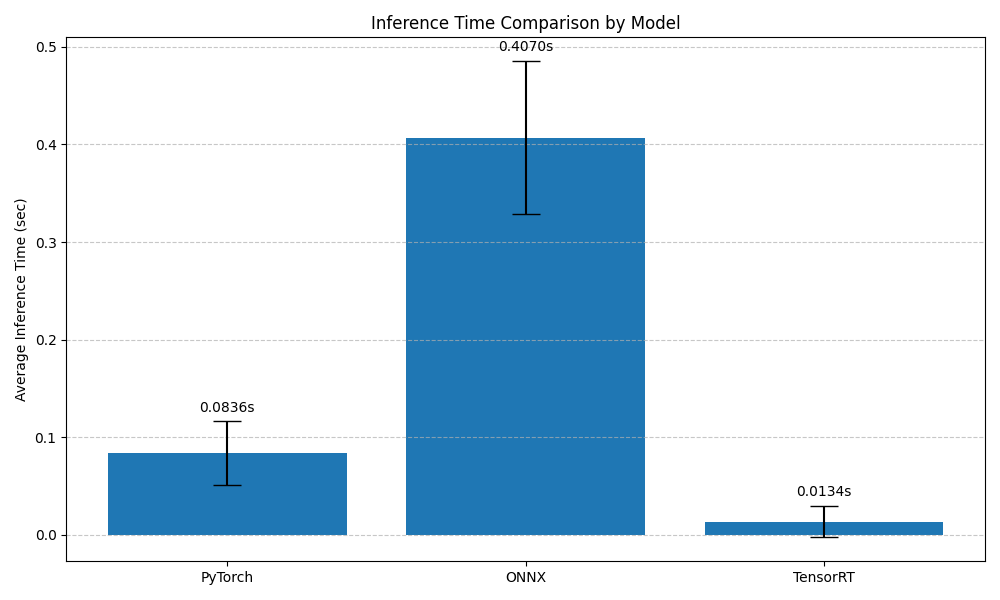 Inference Time Comparison by Model
Average Inference Time (sec)
0.5
0.4
0.3
0.2
0.1
0.0
0.0836s
0.4070s
0.0134s
PyTorch
ONNX
TensorRT